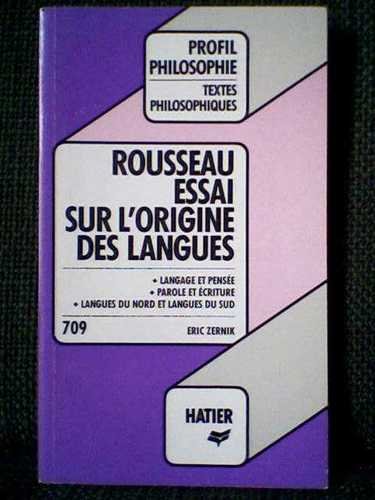 PROFIL
PHILOSOPHIE
TEXTES
PHILOSOPHIQUES
ROUSSEAU
ESSAI
SUR L'ORIGINE
DES LANGUES
+ LANGAGE ET PENSÉE
+ PAROLE ET ÉCRITURE
+ LANGUES DU NORD ET LANGUES DU SUD
709 ERIC ZERNIK
HATIER